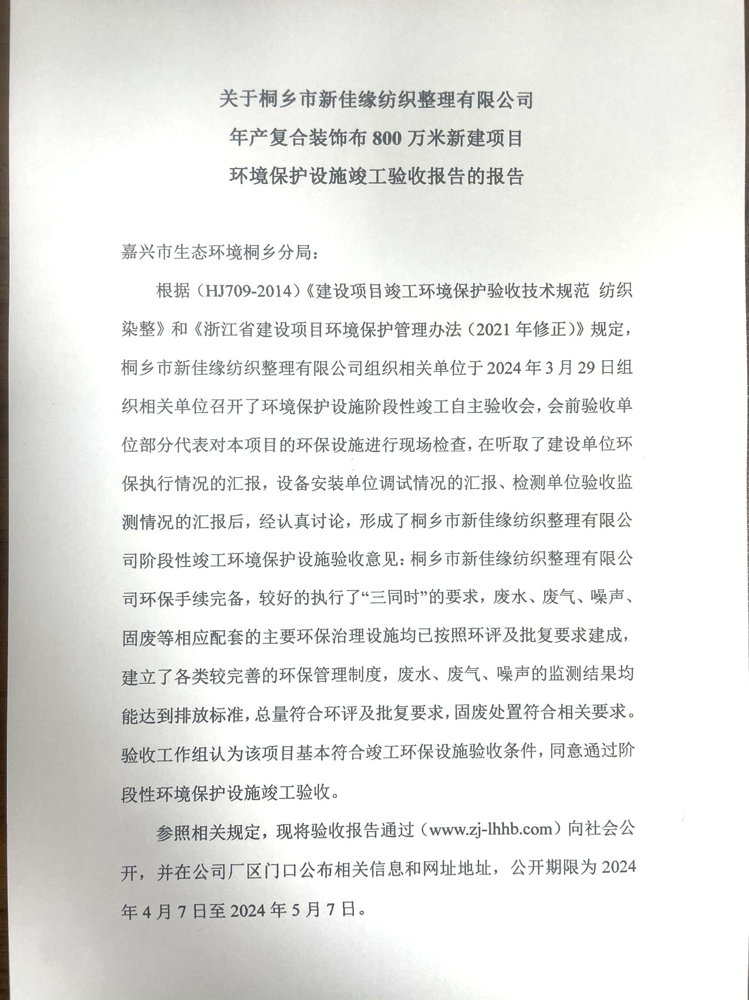 关于桐乡市新佳缘纺织整理有限公司
年产复合装饰布 800 万米新建项目
环境保护设施竣工验收报告的报告
嘉兴市生态环境桐乡分局：
根据（HJ709-2014）《建设项目竣工环境保护验收技术规范 纺织
染整》和《浙江省建设项目环境保护管理办法（2021 年修正）》规定，
桐乡市新佳缘纺织整理有限公司组织相关单位于 2024 年 3 月 29 日组
织相关单位召开了环境保护设施阶段性竣工自主验收会，会前验收单
位部分代表对本项目的环保设施进行现场检查，在听取了建设单位环
保执行情况的汇报，设备安装单位调试情况的汇报、检测单位验收监
测情况的汇报后，经认真讨论，形成了桐乡市新佳缘纺织整理有限公
司阶段性竣工环境保护设施验收意见：桐乡市新佳缘纺织整理有限公
司环保手续完备，较好的执行了“三同时”的要求，废水、废气、噪声、
固废等相应配套的主要环保治理设施均已按照环评及批复要求建成，
建立了各类较完善的环保管理制度，废水、废气、噪声的监测结果均
能达到排放标准，总量符合环评及批复要求，固废处置符合相关要求。
验收工作组认为该项目基本符合竣工环保设施验收条件，同意通过阶
段性环境保护设施竣工验收。
参照相关规定，现将验收报告通过（www.zj-lhhb.com）向社会公
开，并在公司厂区门口公布相关信息和网址地址，公开期限为 2024
年 4 月 7 日至 2024 年 5 月 7 日。